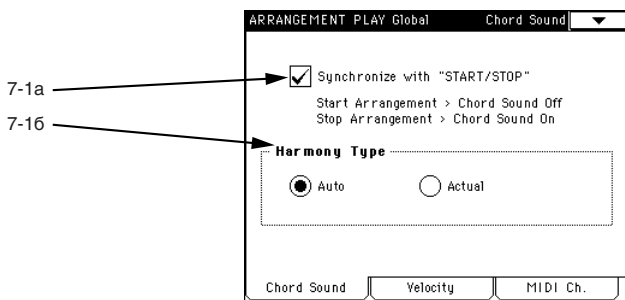 ARRANGEMENT PLAY Global Chord Sound
7-1а
Synchronize with "START/STOP"
Start Arrangement > Chord Sound Off
Stop Arrangement > Chord Sound On
7-1б
Harmony Type
Auto Actual
Chord Sound Velocity MIDI Ch.